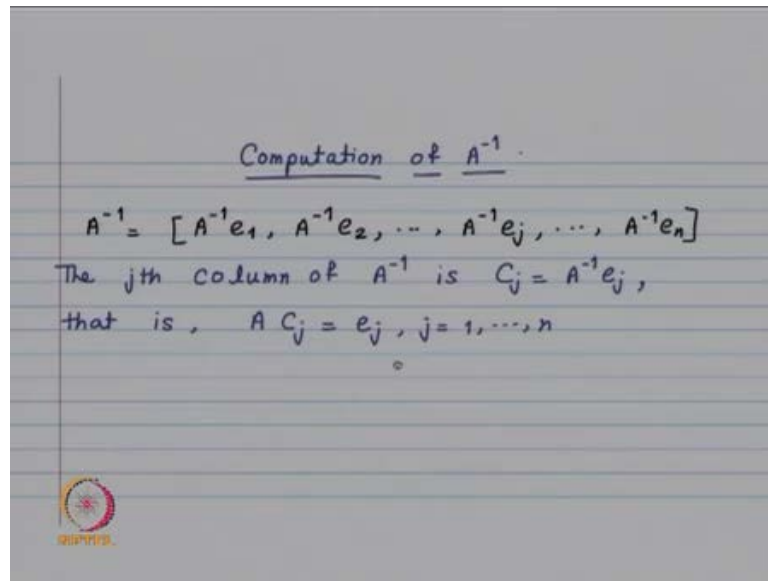 Computation of A⁻¹.
A⁻¹ = [A⁻¹e₁, A⁻¹e₂, ..., A⁻¹eⱼ, ..., A⁻¹eₙ]
The jth column of A⁻¹ is Cⱼ = A⁻¹eⱼ,
that is, A Cⱼ = eⱼ, j = 1, ..., n